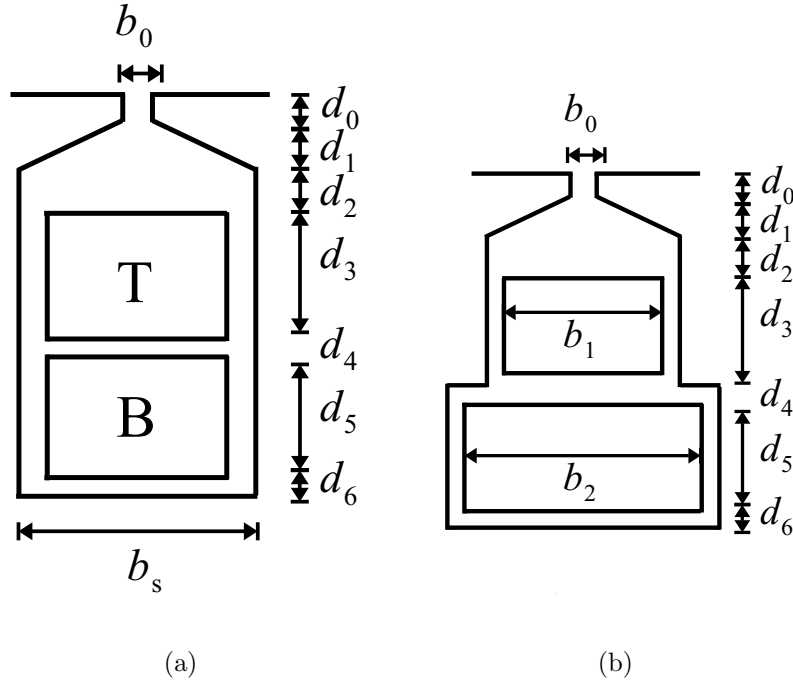 b₀
d₀
d₁
d₂
T
d₃
d₄
B
d₅
d₆
bₛ
(a)
b₀
d₀
d₁
d₂
b₁
d₃
d₄
b₂
d₅
d₆
(b)